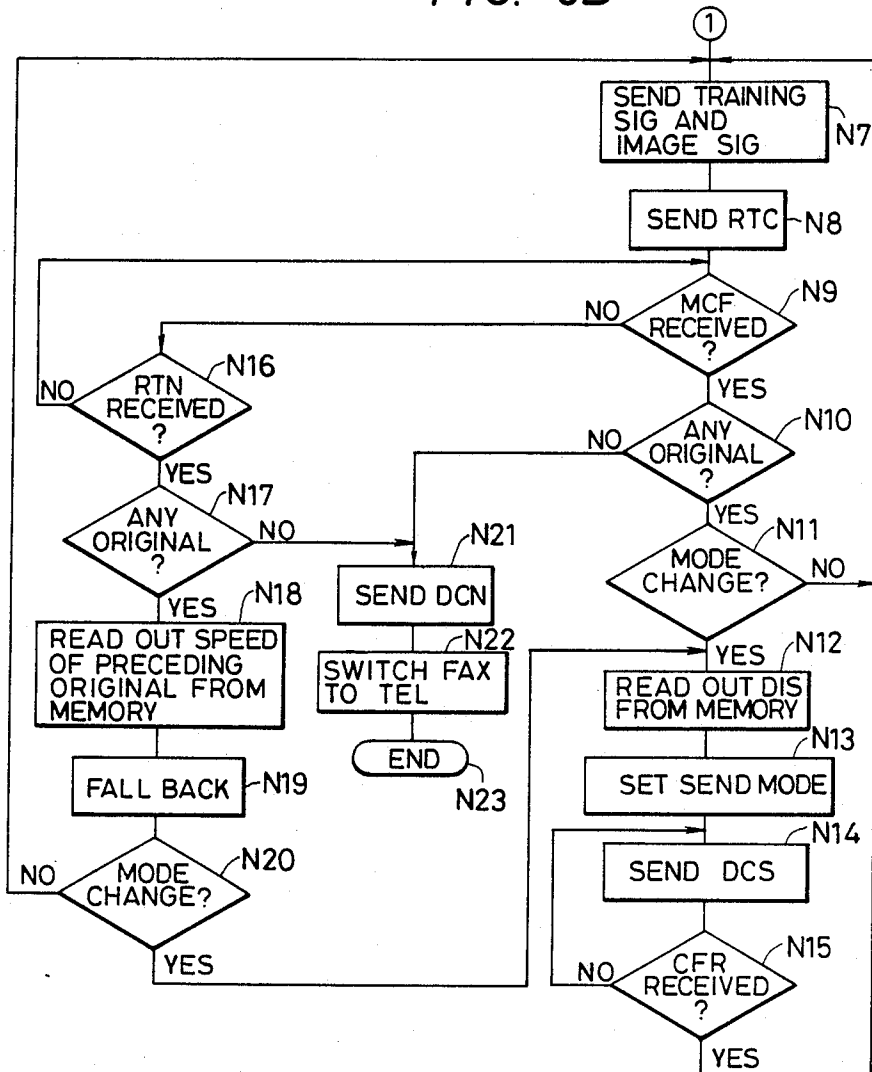 1
SEND TRAINING
SIG AND
IMAGE SIG
N7
SEND RTC
N8
MCF
RECEIVED
?
N9
NO
YES
RTN
RECEIVED
?
N16
NO
YES
ANY
ORIGINAL
?
N10
NO
YES
ANY
ORIGINAL
?
N17
NO
YES
MODE
CHANGE?
N11
NO
YES
SEND DCN
N21
READ OUT SPEED
OF PRECEDING
ORIGINAL FROM
MEMORY
N18
SWITCH FAX
TO TEL
N22
END
N23
READ OUT DIS
FROM MEMORY
N12
FALL BACK
N19
SET SEND MODE
N13
MODE
CHANGE?
N20
NO
YES
SEND DCS
N14
CFR
RECEIVED
?
N15
NO
YES